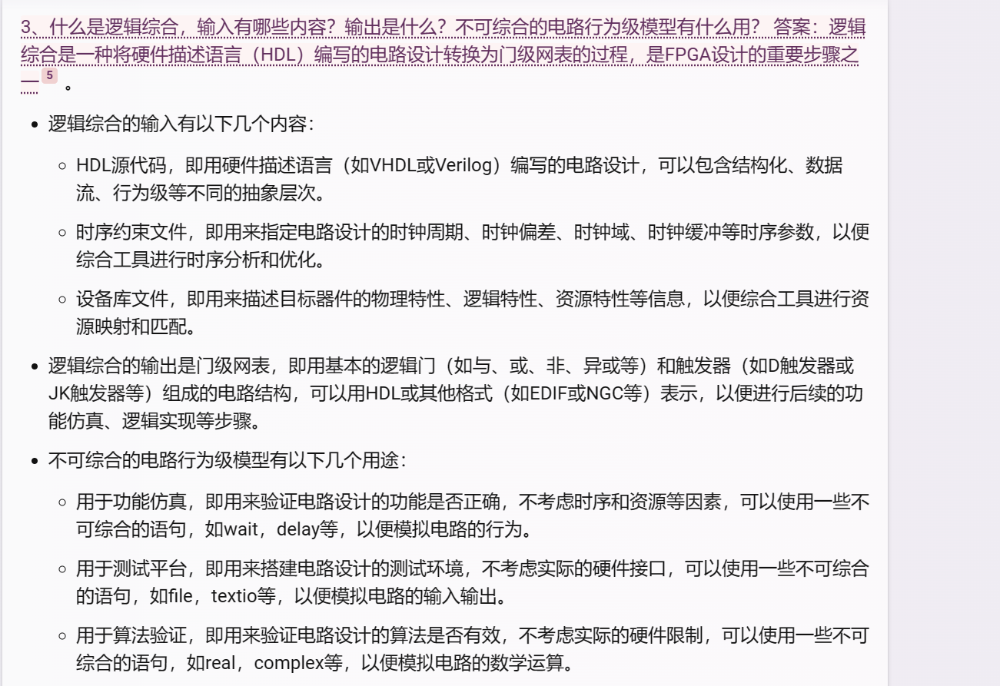 3、什么是逻辑综合，输入有哪些内容？输出是什么？不可综合的电路行为级模型有什么用？ 答案：逻辑
综合是一种将硬件描述语言（HDL）编写的电路设计转换为门级网表的过程，是FPGA设计的重要步骤之
一 5 。
• 逻辑综合的输入有以下几个内容：
○ HDL源代码，即用硬件描述语言（如VHDL或Verilog）编写的电路设计，可以包含结构化、数据
流、行为级等不同的抽象层次。
○ 时序约束文件，即用来指定电路设计的时钟周期、时钟偏差、时钟域、时钟缓冲等时序参数，以便
综合工具进行时序分析和优化。
○ 设备库文件，即用来描述目标器件的物理特性、逻辑特性、资源特性等信息，以便综合工具进行资
源映射和匹配。
• 逻辑综合的输出是门级网表，即用基本的逻辑门（如与、或、非、异或等）和触发器（如D触发器或
JK触发器等）组成的电路结构，可以用HDL或其他格式（如EDIF或NGC等）表示，以便进行后续的功
能仿真、逻辑实现等步骤。
• 不可综合的电路行为级模型有以下几个用途：
○ 用于功能仿真，即用来验证电路设计的功能是否正确，不考虑时序和资源等因素，可以使用一些不
可综合的语句，如wait，delay等，以便模拟电路的行为。
○ 用于测试平台，即用来搭建电路设计的测试环境，不考虑实际的硬件接口，可以使用一些不可综合
的语句，如file，textio等，以便模拟电路的输入输出。
○ 用于算法验证，即用来验证电路设计的算法是否有效，不考虑实际的硬件限制，可以使用一些不可
综合的语句，如real，complex等，以便模拟电路的数学运算。